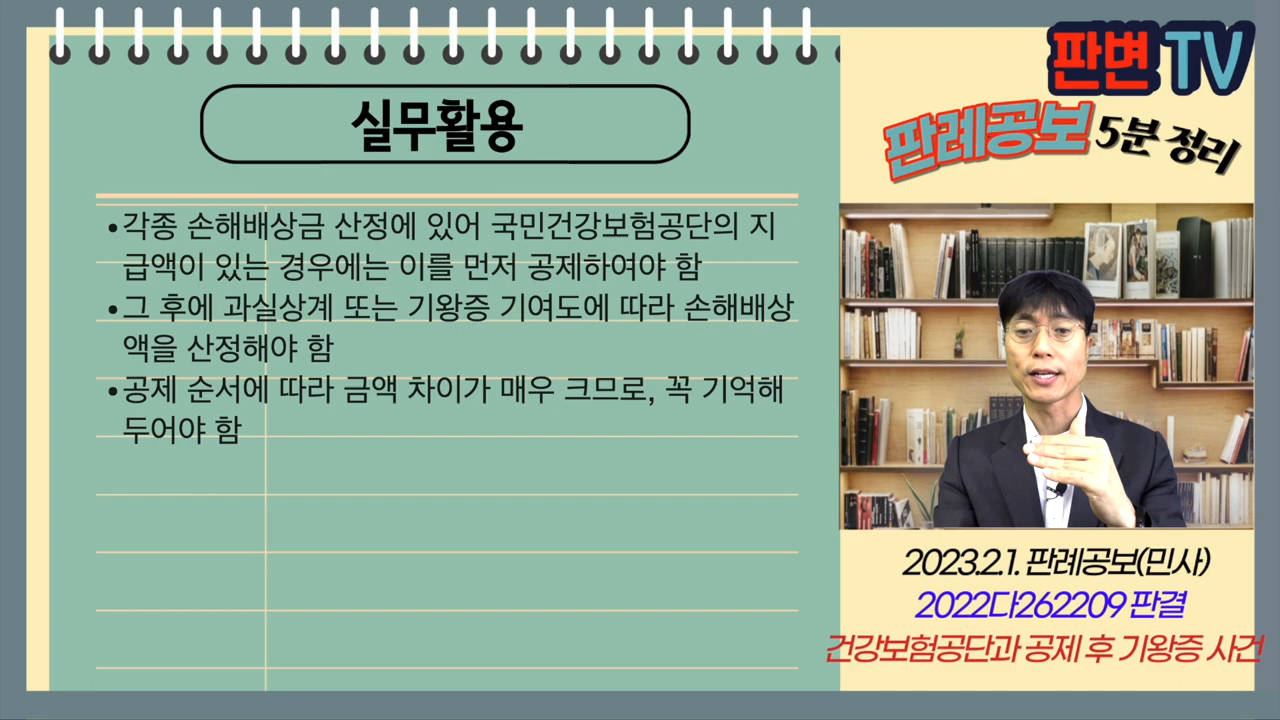 실무활용
•각종 손해배상금 산정에 있어 국민건강보험공단의 지
급액이 있는 경우에는 이를 먼저 공제하여야 함
•그 후에 과실상계 또는 기왕증 기여도에 따라 손해배상
액을 산정해야 함
•공제 순서에 따라 금액 차이가 매우 크므로, 꼭 기억해
두어야 함
판변 TV
판례공보 5분 정리
2023.2.1. 판례공보(민사)
2022다262209 판결
건강보험공단과 공제 후 기왕증 사건